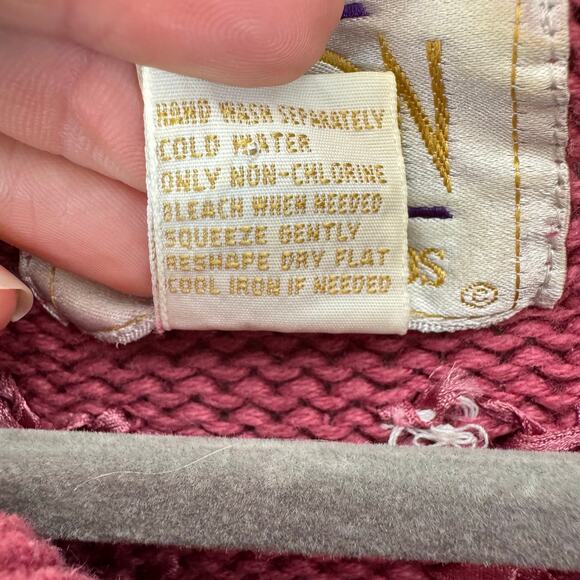 HAND WASH SEPARATELY
COLD WATER
ONLY NON-CHLORINE
BLEACH WHEN NEEDED
SQUEEZE GENTLY
RESHAPE DRY FLAT
COOL IRON IF NEEDED
©